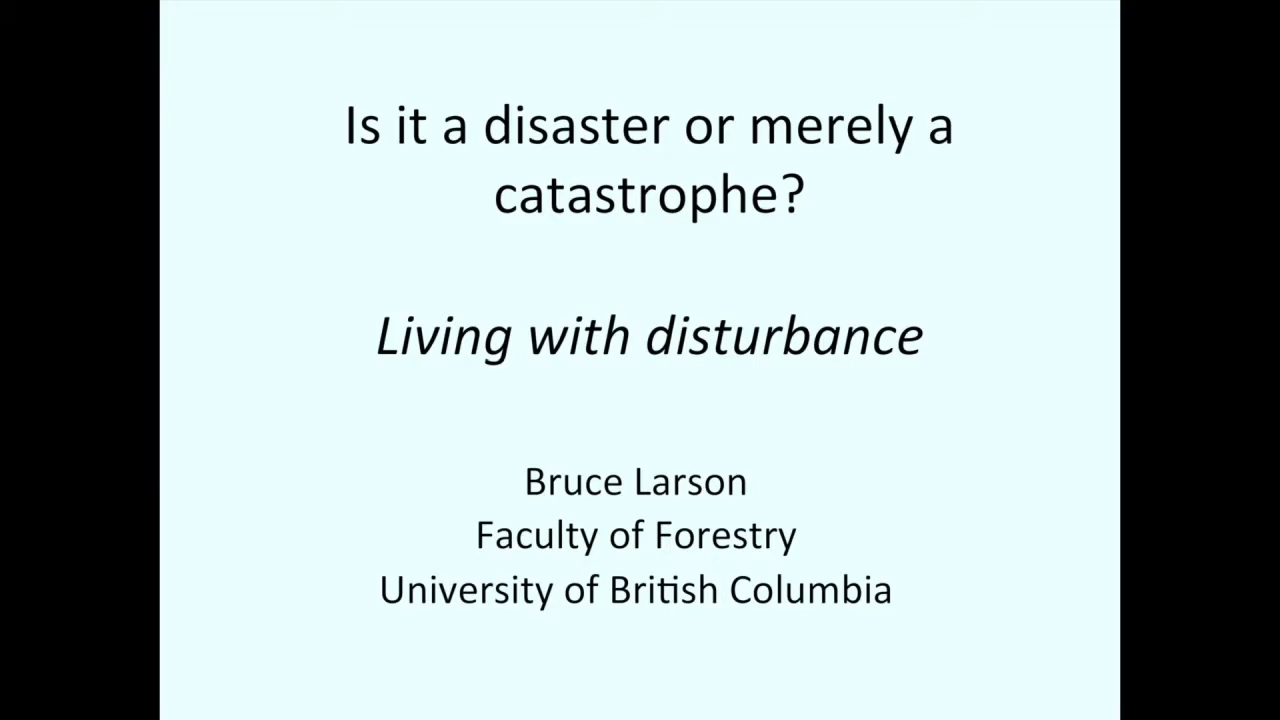 Is it a disaster or merely a
catastrophe?
Living with disturbance
Bruce Larson
Faculty of Forestry
University of British Columbia